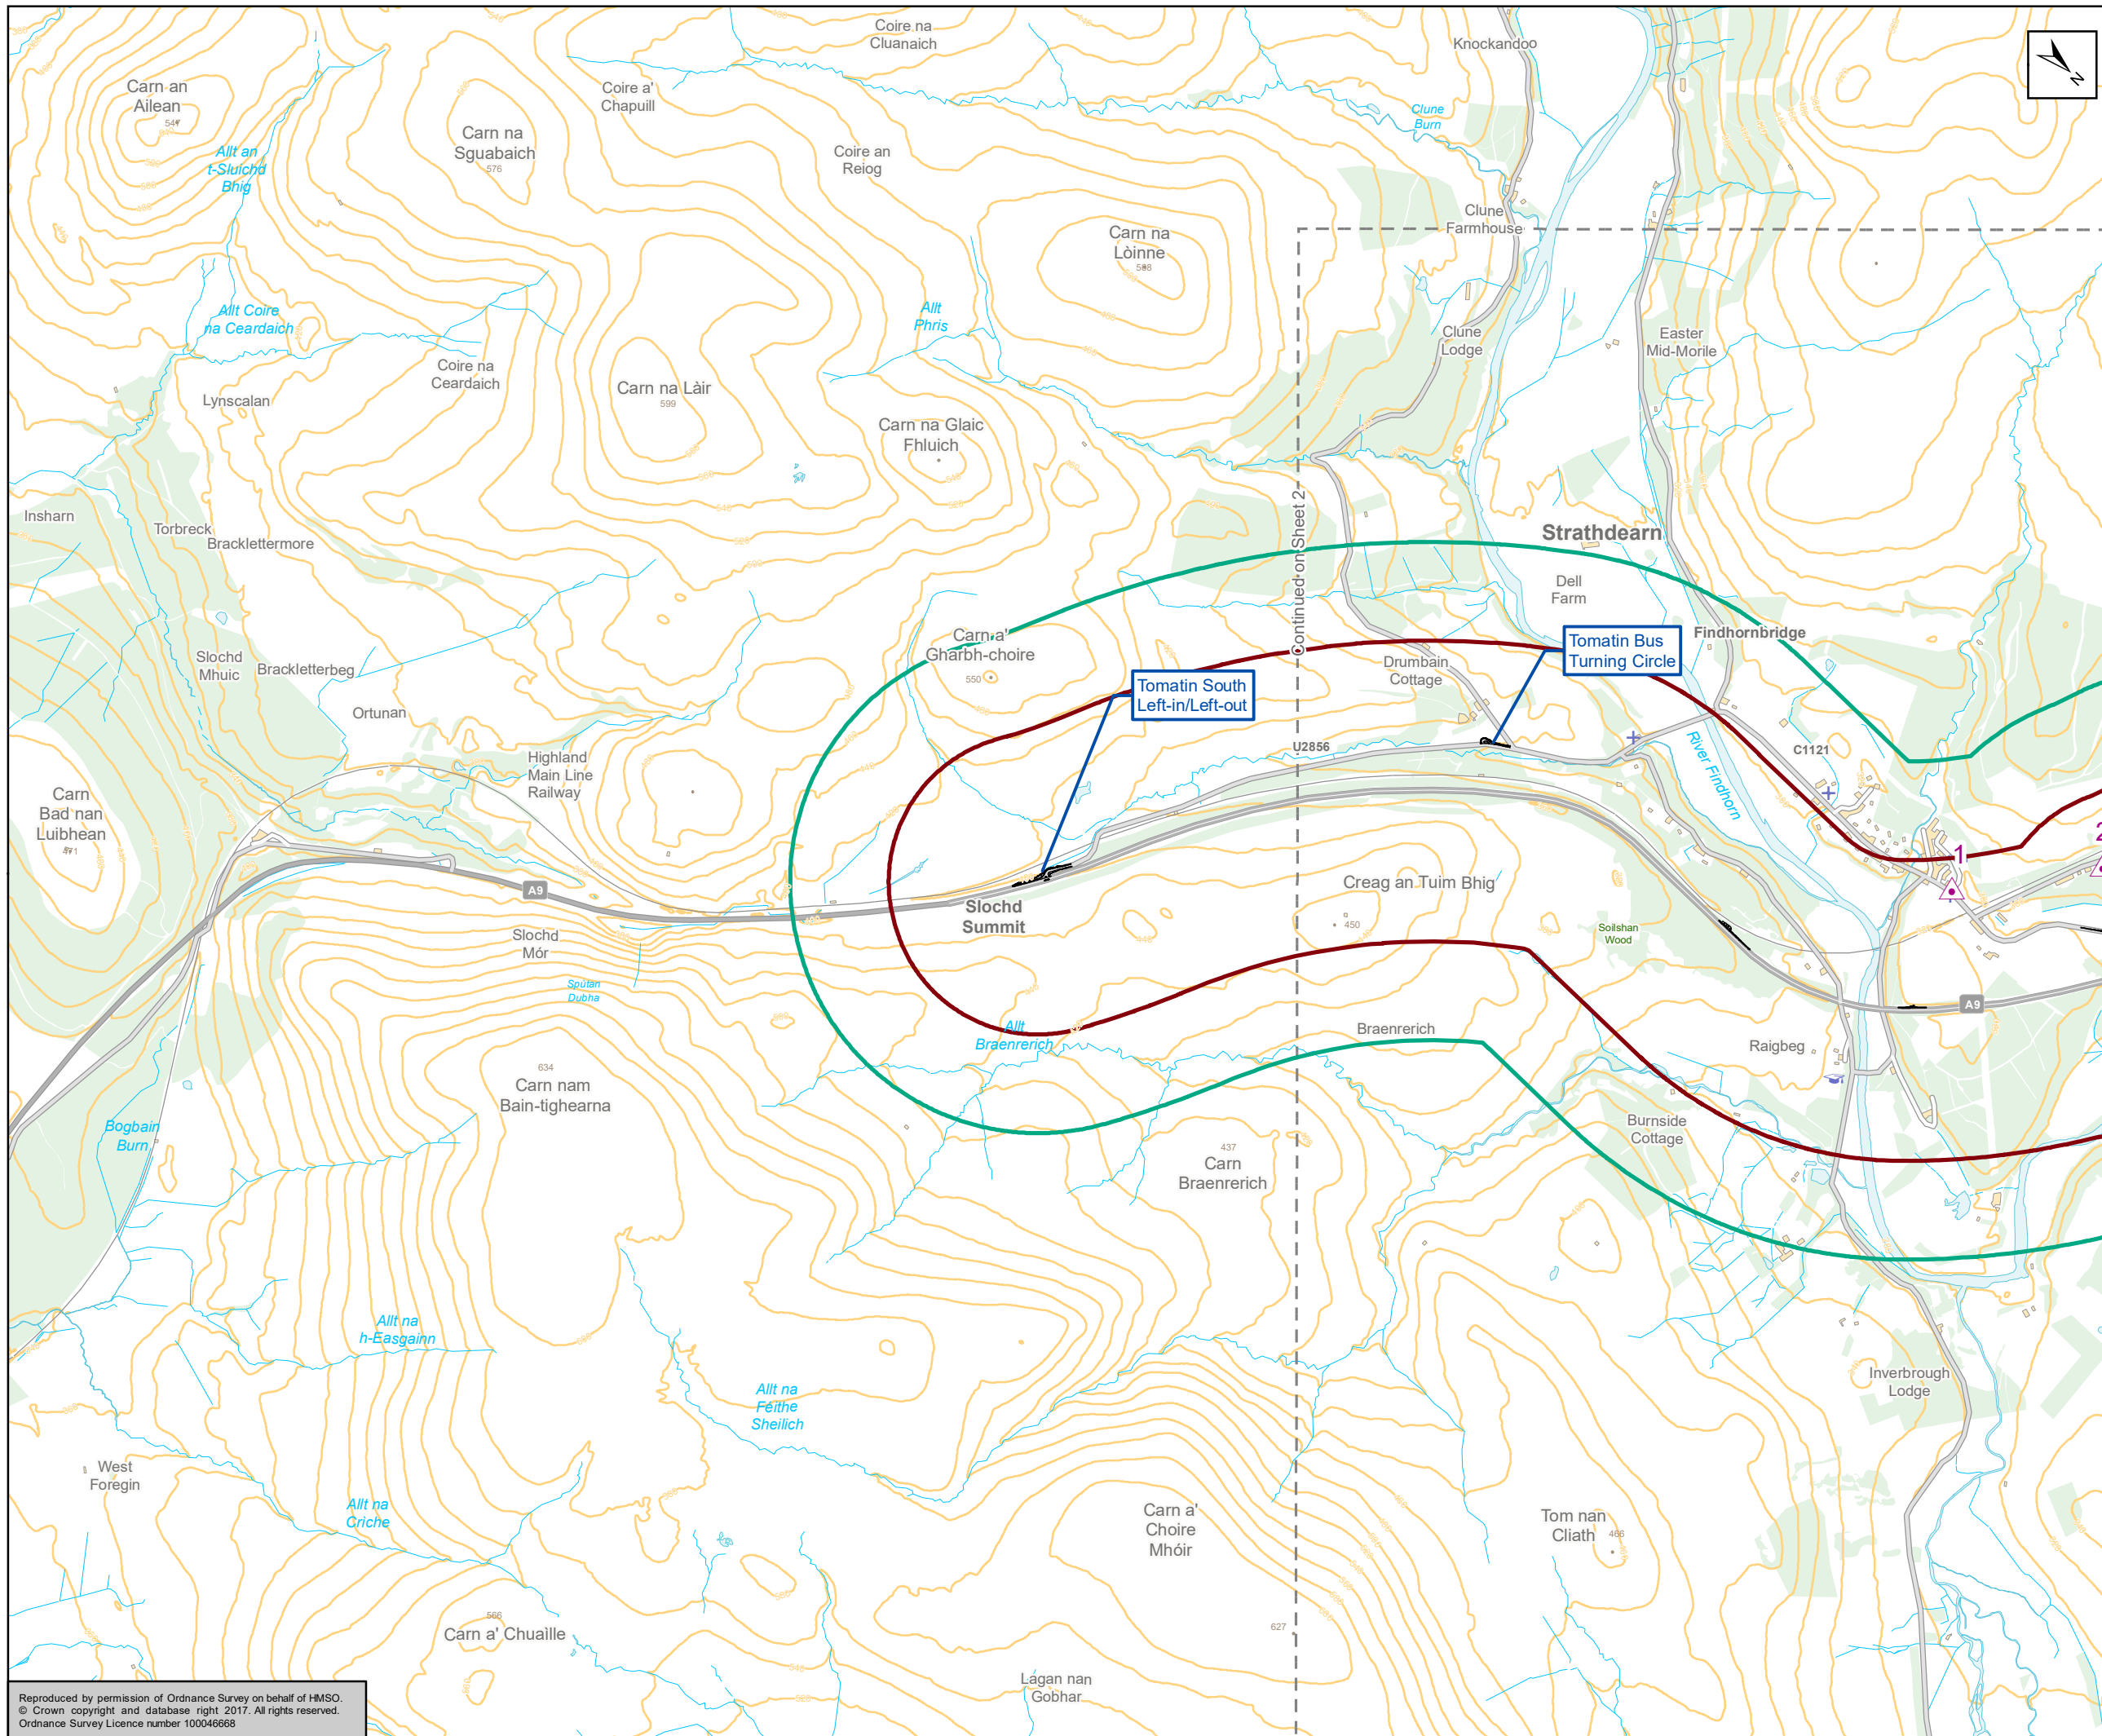 Coire na
Cluanaich
Knockandoo
N
Carn an
Ailean
547
Coire a'
Chapuill
Carn na
Sguabaich
576
Clune
Burn
Allt an
t-Sluichd
Bhig
Coire an
Reiog
Clune
Farmhouse
Carn na
Lòinne
508
Allt Coire
na Ceardaich
Allt
Phris
Clune
Lodge
Easter
Mid-Morile
Coire na
Ceardaich
Carn na Làir
599
Lynscalan
Carn na Glaic
Fhluich
Continued on Sheet 2
Insharn
Torbreck
Bracklettermore
Strathdearn
Dell
Farm
Carn a'
Gharbh-choire
550
Findhornbridge
Tomatin Bus
Turning Circle
Slochd
Mhuic
Brackletterbeg
Drumbain
Cottage
Tomatin South
Left-in/Left-out
Ortunan
U2856
C1121
River Findhorn
Highland
Main Line
Railway
Carn
Bad nan
Luibhean
471
1
2
A9
Creag an Tuim Bhig
450
Slochd
Summit
Slochd
Mór
Soilshan
Wood
Spùtan
Dubha
A9
Allt
Braenrerich
Braenrerich
Raigbeg
634
Carn nam
Bain-tighearna
Bogbain
Burn
Burnside
Cottage
437
Carn
Braenrerich
Allt na
h-Easgainn
Allt na
Féithe
Sheilich
Inverbrough
Lodge
West
Foregin
Allt na
Criche
Carn a'
Choire
Mhóir
Tom nan
Cliath
466
566
Carn a' Chuaille
627
Lagan nan
Gobhar
Reproduced by permission of Ordnance Survey on behalf of HMSO.
© Crown copyright and database right 2017. All rights reserved.
Ordnance Survey Licence number 100046668